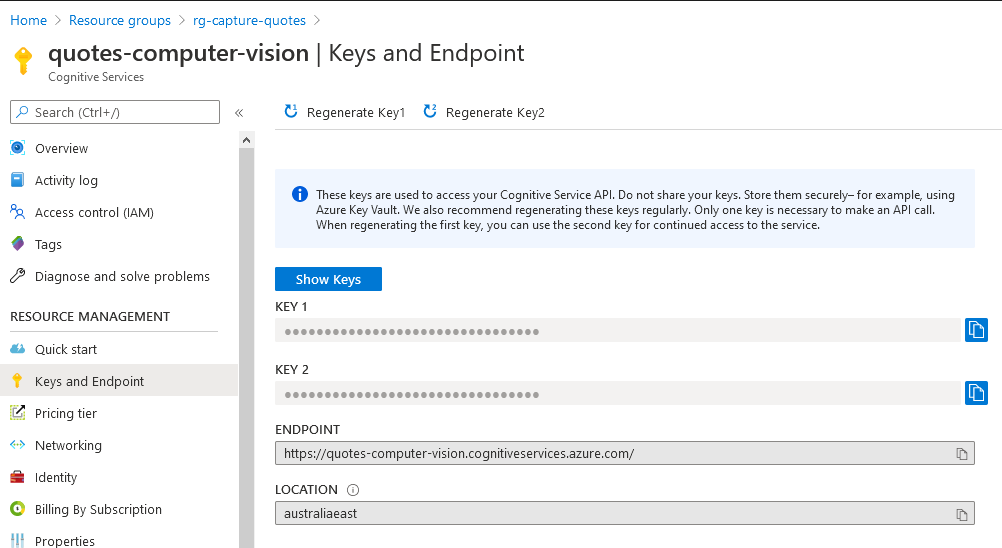 Home > Resource groups > rg-capture-quotes >
quotes-computer-vision | Keys and Endpoint
Cognitive Services
Search (Ctrl+/)
«
Overview
Activity log
Access control (IAM)
Tags
Diagnose and solve problems
RESOURCE MANAGEMENT
Quick start
Keys and Endpoint
Pricing tier
Networking
Identity
Billing By Subscription
Properties
Regenerate Key1 Regenerate Key2
These keys are used to access your Cognitive Service API. Do not share your keys. Store them securely– for example, using
Azure Key Vault. We also recommend regenerating these keys regularly. Only one key is necessary to make an API call.
When regenerating the first key, you can use the second key for continued access to the service.
Show Keys
KEY 1
••••••••••••••••••••••••••••••••
KEY 2
••••••••••••••••••••••••••••••••
ENDPOINT
https://quotes-computer-vision.cognitiveservices.azure.com/
LOCATION
australiaeast